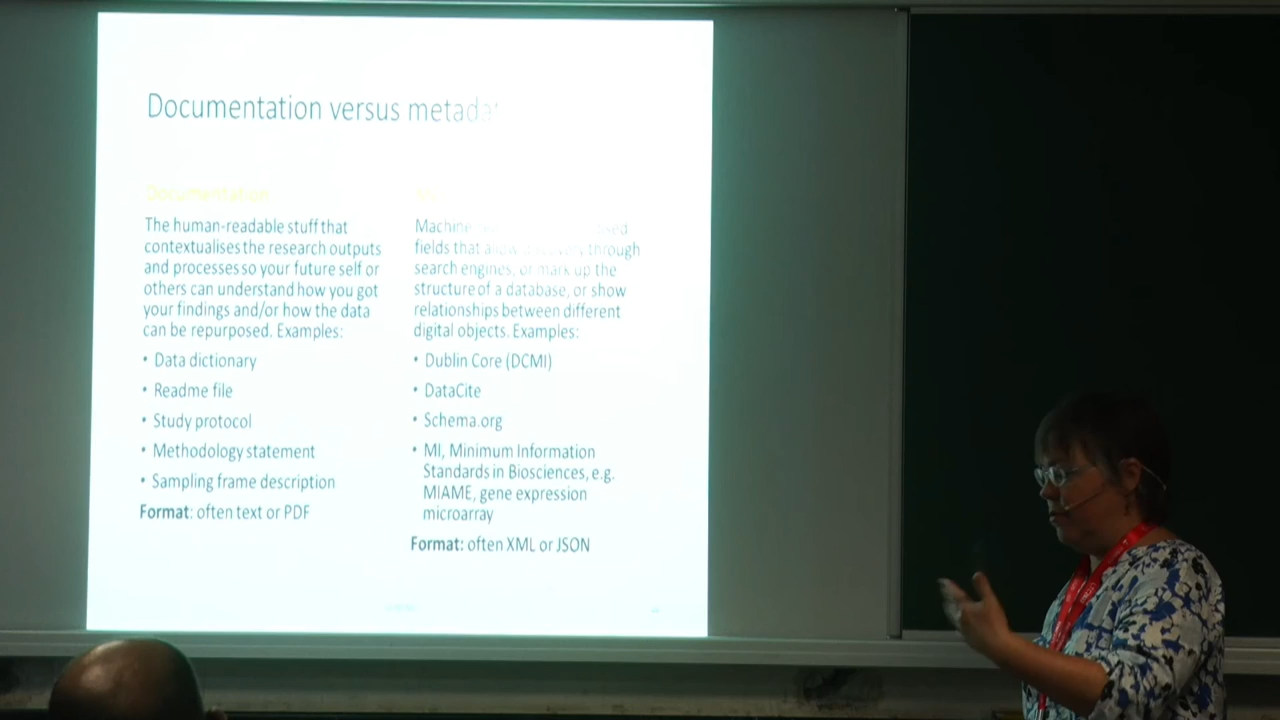 Documentation versus
Documentation
The human-readable stuff that
contextualises the research outputs
and processes so your future self or
others can understand how you got
your findings and/or how the data
can be repurposed. Examples:
• Data dictionary
• Readme file
• Study protocol
• Methodology statement
• Sampling frame description
Format: often text or PDF
fields that allow discovery through
search engines, or mark up the
structure of a database, or show
relationships between different
digital objects. Examples:
• Dublin Core (DCMI)
• DataCite
• Schema.org
• MI, Minimum Information
Standards in Biosciences, e.g.
MIAME, gene expression
microarray
Format: often XML or JSON